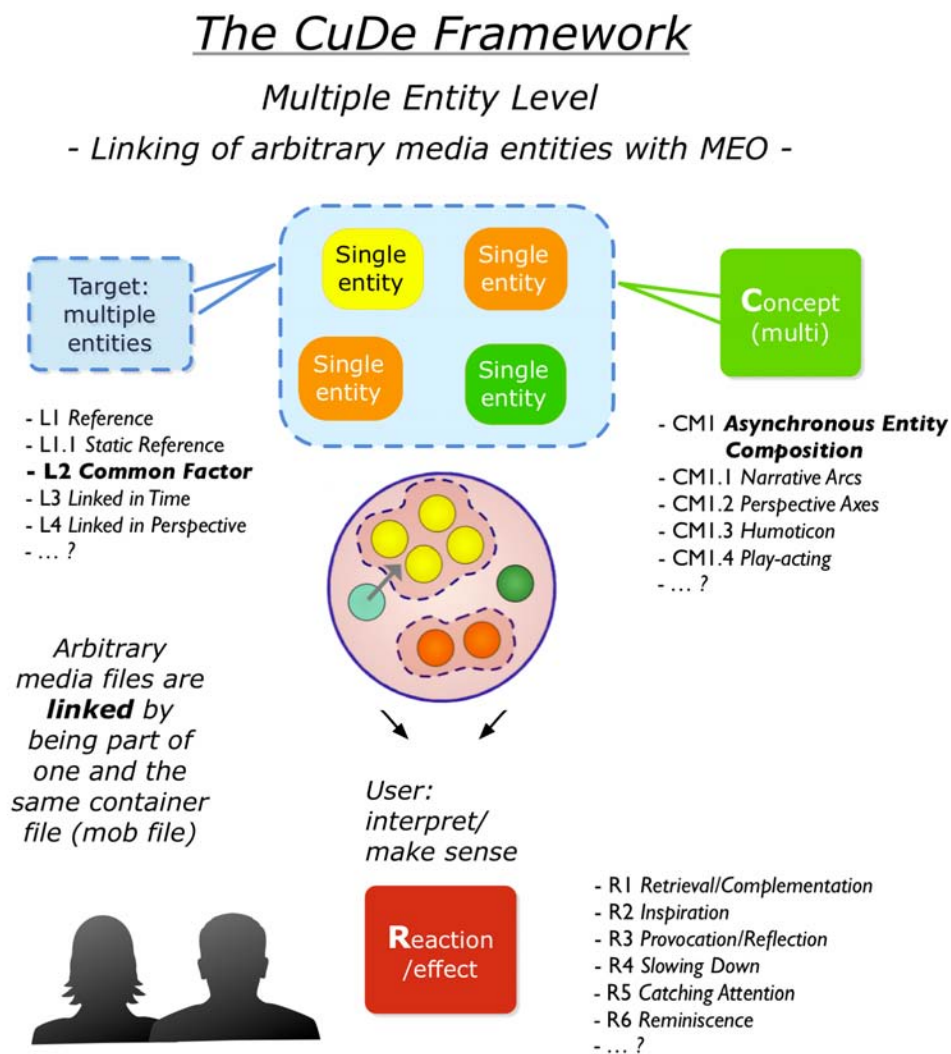 The CuDe Framework
Multiple Entity Level
- Linking of arbitrary media entities with MEO -
Target:
multiple
entities
Single
entity
Single
entity
Single
entity
Single
entity
Concept
(multi)
- L1 Reference
- L1.1 Static Reference
- L2 Common Factor
- L3 Linked in Time
- L4 Linked in Perspective
- ... ?
- CM1 Asynchronous Entity
Composition
- CM1.1 Narrative Arcs
- CM1.2 Perspective Axes
- CM1.3 Humoticon
- CM1.4 Play-acting
- ... ?
Arbitrary
media files are
linked by
being part of
one and the
same container
file (mob file)
User:
interpret/
make sense
Reaction
/effect
- R1 Retrieval/Complementation
- R2 Inspiration
- R3 Provocation/Reflection
- R4 Slowing Down
- R5 Catching Attention
- R6 Reminiscence
- ... ?